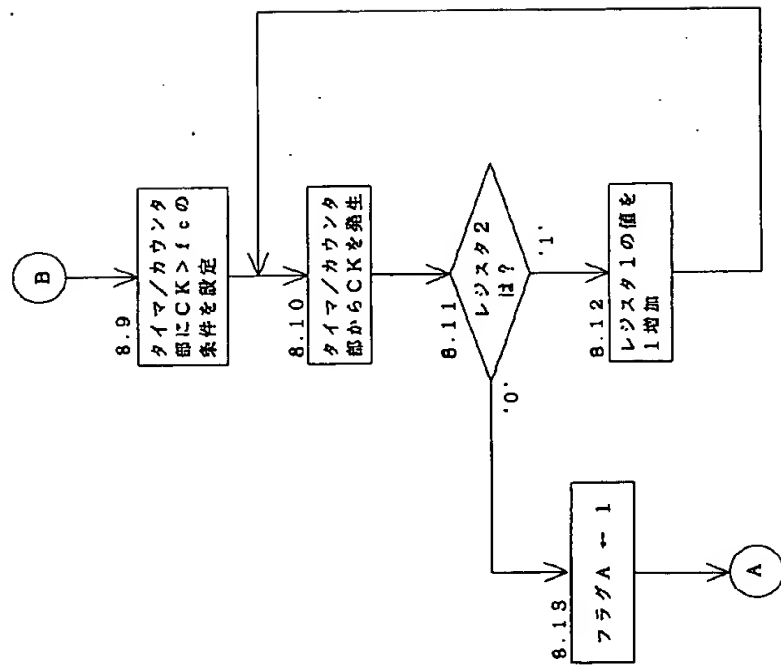 B
8.9
タイマ/カウンタ
部にCK>fcの
条件を設定
8.10
タイマ/カウンタ
部からCKを発生
8.11
レジスタ2
は?
'1'
'0'
8.12
レジスタ1の値を
1増加
8.13
フラグA ← 1
A